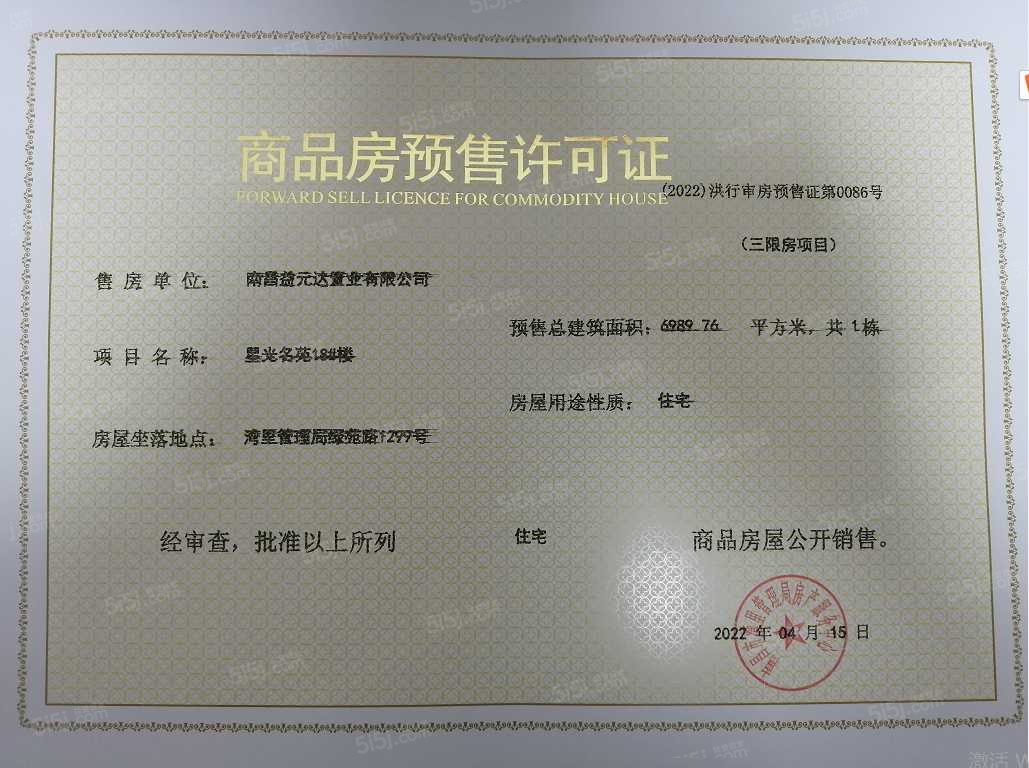 商品房预售许可证
FORWARD SELL LICENCE FOR COMMODITY HOUSE
(2022)洪行审房预售证第0086号
(三限房项目)
售房单位: 南昌益元达置业有限公司
预售总建筑面积: 6989.76 平方米, 共 1 栋
项目名称: 星光名苑18#楼
房屋用途性质: 住宅
房屋坐落地点: 湾里管理局绿苑路1299号
经审查, 批准以上所列 住宅 商品房屋公开销售。
2022 年 04 月 15 日
5i5j.com
激活